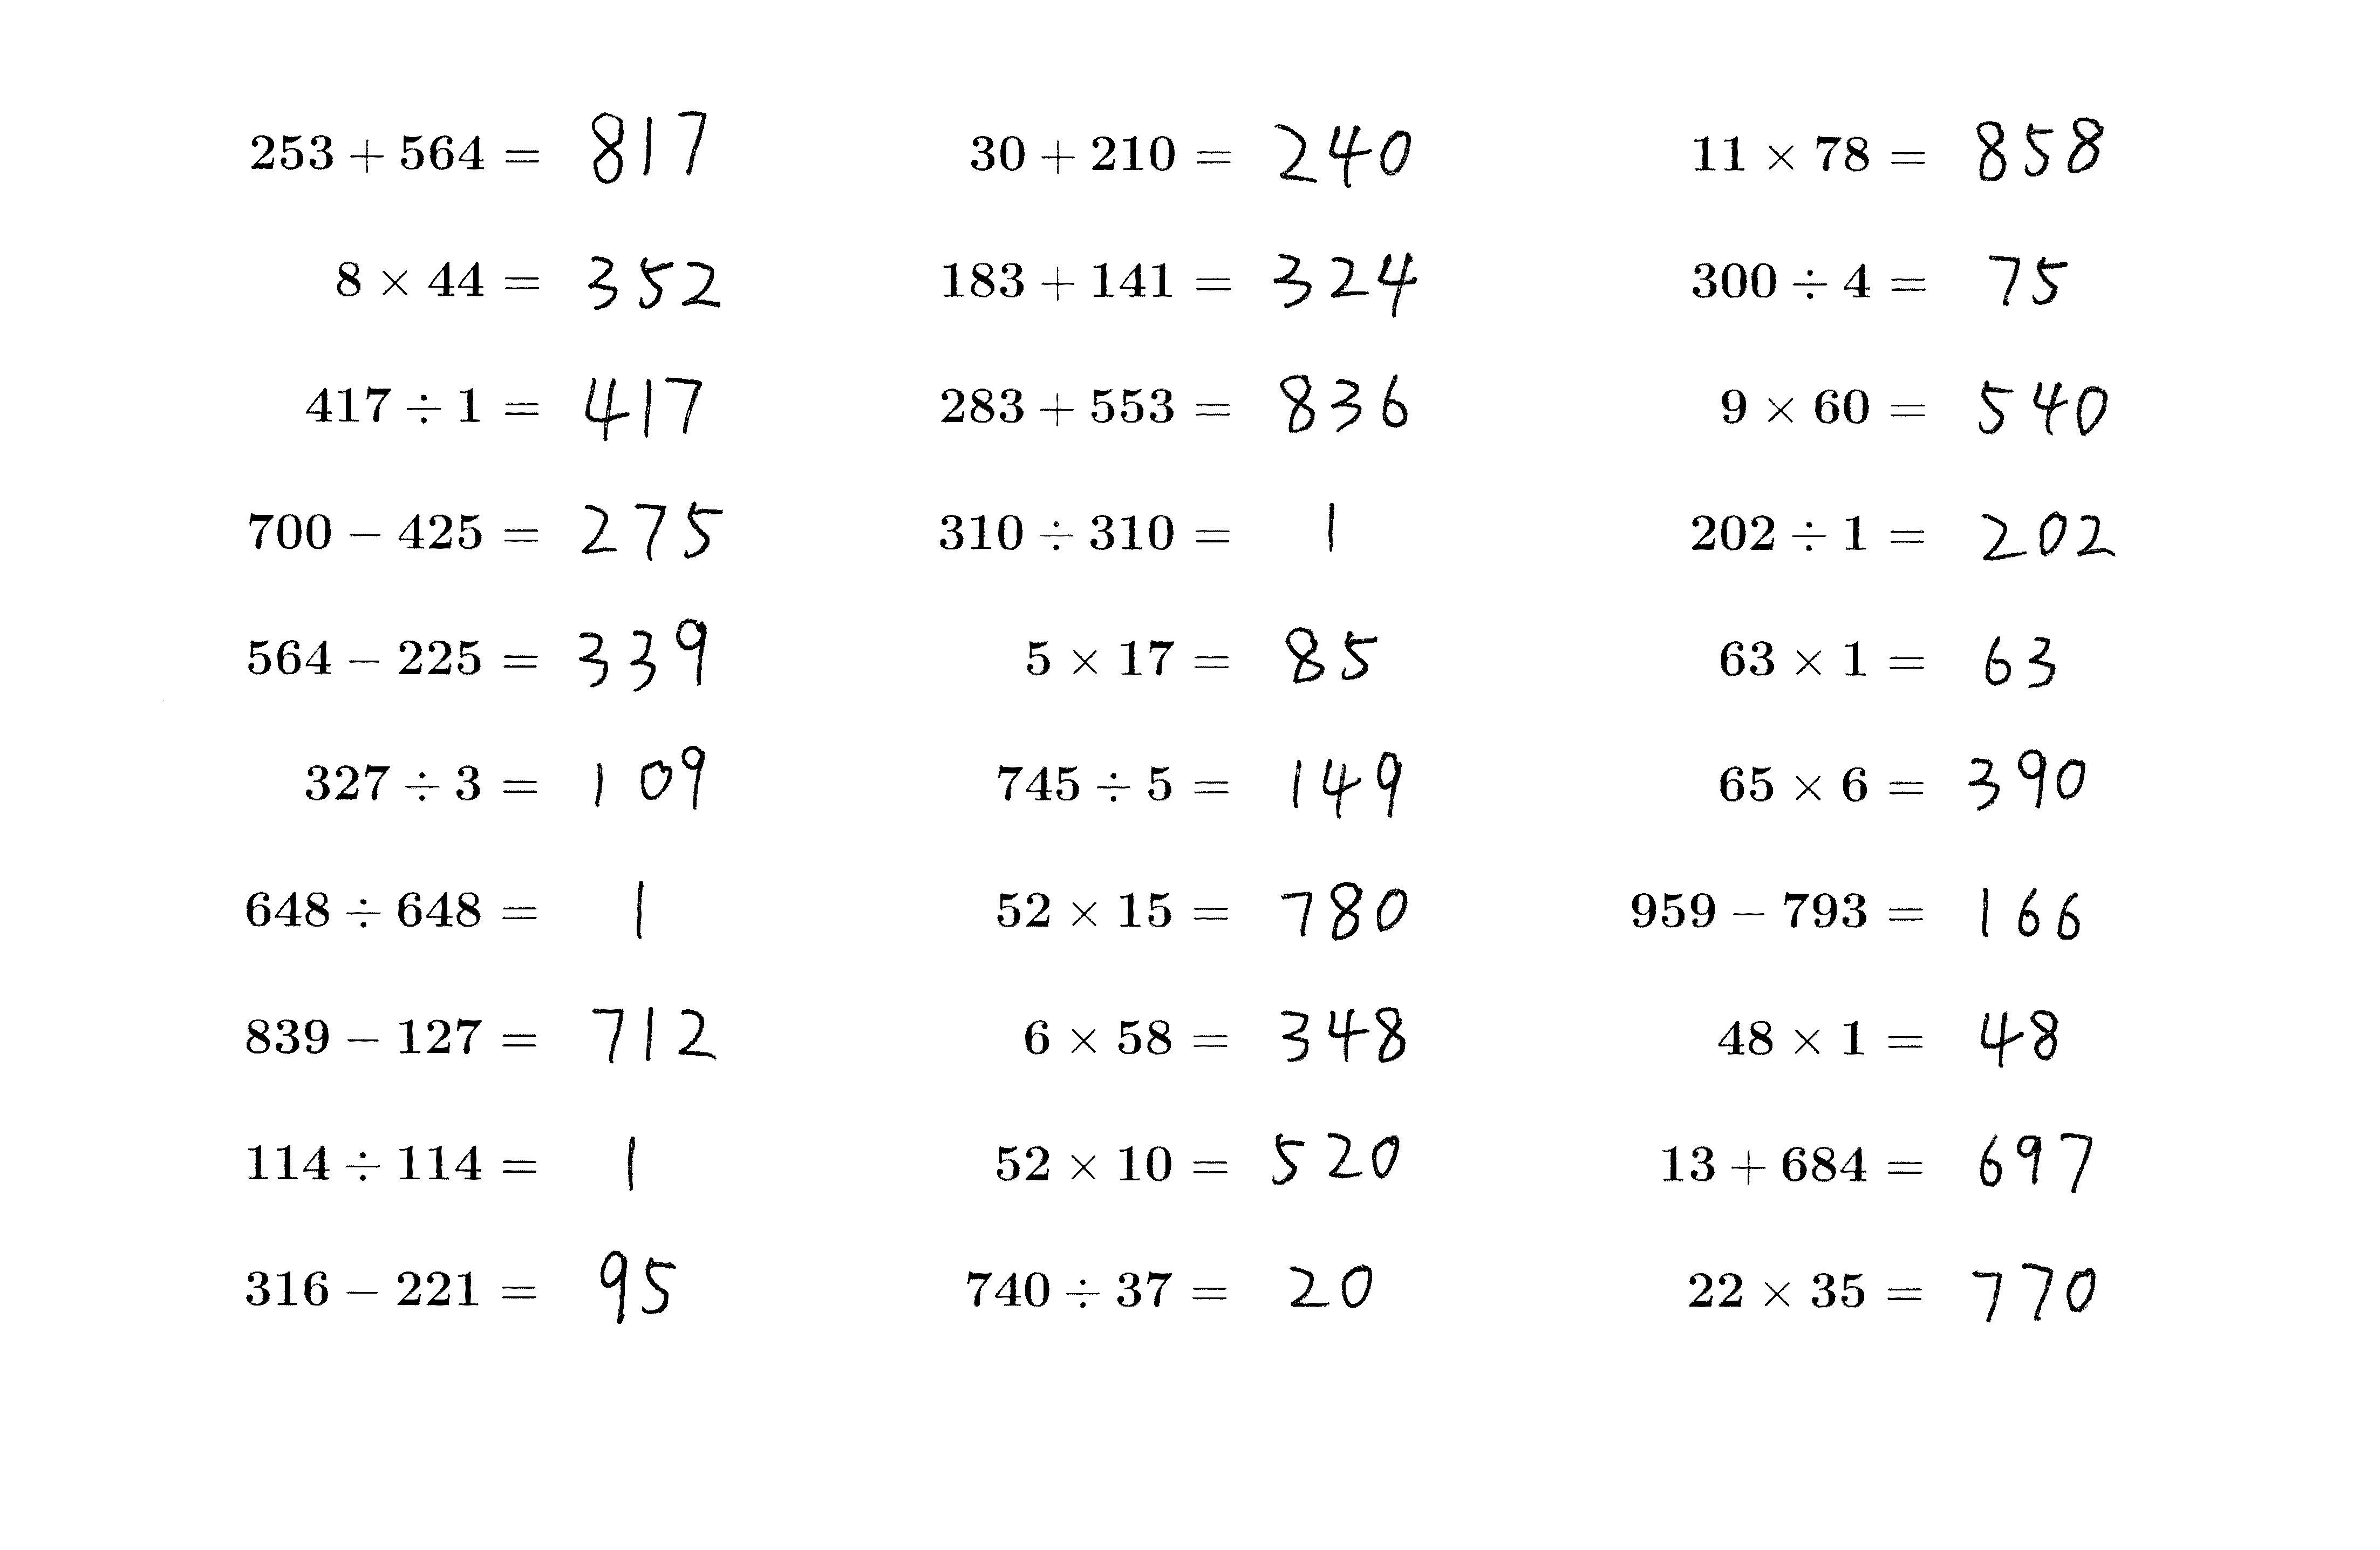 253 + 564 = 817 30 + 210 = 240 11 × 78 = 858
8 × 44 = 352 183 + 141 = 324 300 ÷ 4 = 75
417 ÷ 1 = 417 283 + 553 = 836 9 × 60 = 540
700 − 425 = 275 310 ÷ 310 = 1 202 ÷ 1 = 202
564 − 225 = 339 5 × 17 = 85 63 × 1 = 63
327 ÷ 3 = 109 745 ÷ 5 = 149 65 × 6 = 390
648 ÷ 648 = 1 52 × 15 = 780 959 − 793 = 166
839 − 127 = 712 6 × 58 = 348 48 × 1 = 48
114 ÷ 114 = 1 52 × 10 = 520 13 + 684 = 697
316 − 221 = 95 740 ÷ 37 = 20 22 × 35 = 770